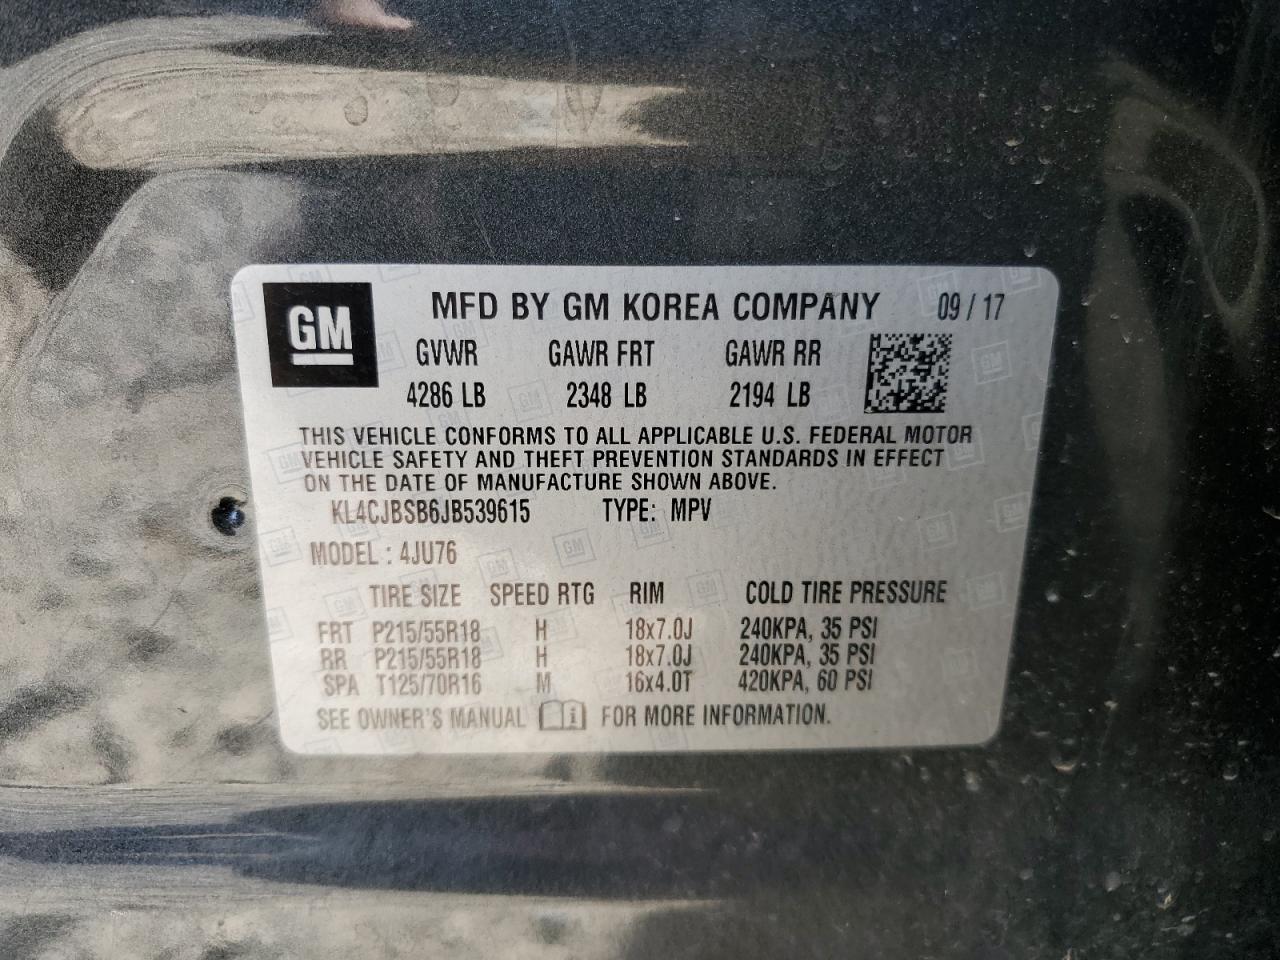 GM
MFD BY GM KOREA COMPANY 09 / 17
GVWR GAWR FRT GAWR RR
4286 LB 2348 LB 2194 LB
THIS VEHICLE CONFORMS TO ALL APPLICABLE U.S. FEDERAL MOTOR
VEHICLE SAFETY AND THEFT PREVENTION STANDARDS IN EFFECT
ON THE DATE OF MANUFACTURE SHOWN ABOVE.
KL4CJBSB6JB539615 TYPE: MPV
MODEL : 4JU76
TIRE SIZE SPEED RTG RIM COLD TIRE PRESSURE
FRT P215/55R18 H 18x7.0J 240KPA, 35 PSI
RR P215/55R18 H 18x7.0J 240KPA, 35 PSI
SPA T125/70R16 M 16x4.0T 420KPA, 60 PSI
SEE OWNER'S MANUAL i FOR MORE INFORMATION.